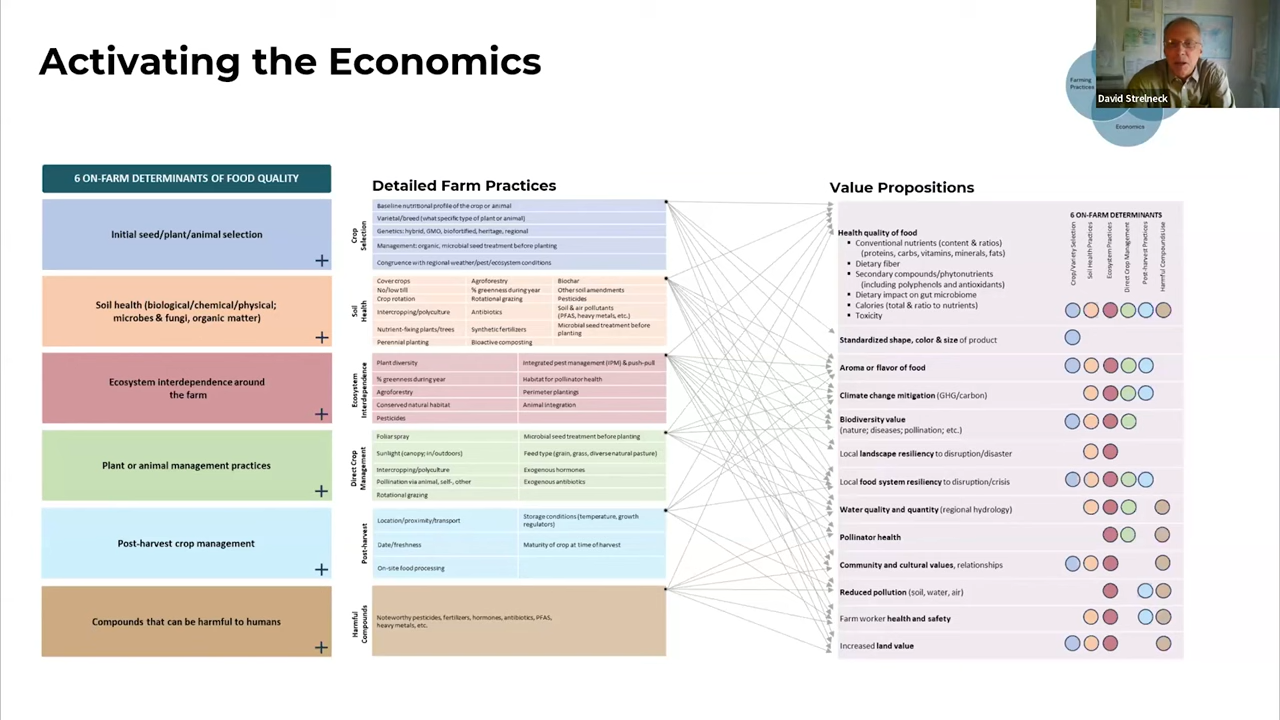 Activating the Economics
Farming
Practices
David Strelneck
Economics
6 ON-FARM DETERMINANTS OF FOOD QUALITY
Initial seed/plant/animal selection
+
Soil health (biological/chemical/physical;
microbes & fungi, organic matter)
+
Ecosystem interdependence around
the farm
+
Plant or animal management practices
+
Post-harvest crop management
+
Compounds that can be harmful to humans
+
Detailed Farm Practices
Crop
Selection
Baseline nutritional profile of the crop or animal
Varietal/breed (what specific type of plant or animal)
Genetics: hybrid, GMO, biofortified, heritage, regional
Management: organic, microbial seed treatment before planting
Congruence with regional weather/pest/ecosystem conditions
Soil
Health
Cover crops
Agroforestry
Biochar
No/low till
% greenness during year
Other soil amendments
Crop rotation
Rotational grazing
Pesticides
Intercropping/polyculture
Antibiotics
Soil & air pollutants
(PFAS, heavy metals, etc.)
Nutrient-fixing plants/trees
Synthetic fertilizers
Microbial seed treatment before
planting
Perennial planting
Bioactive composting
Ecosystem
Interdependence
Plant diversity
Integrated pest management (IPM) & push-pull
% greenness during year
Habitat for pollinator health
Agroforestry
Perimeter plantings
Conserved natural habitat
Animal integration
Pesticides
Direct Crop
Management
Foliar spray
Microbial seed treatment before planting
Sunlight (canopy; in/outdoors)
Feed type (grain, grass, diverse natural pasture)
Intercropping/polyculture
Exogenous hormones
Pollination via animal, self-, other
Exogenous antibiotics
Rotational grazing
Post-harvest
Location/proximity/transport
Storage conditions (temperature, growth
regulators)
Date/freshness
Maturity of crop at time of harvest
On-site food processing
Harmful
Compounds
Noteworthy pesticides, fertilizers, hormones, antibiotics, PFAS,
heavy metals, etc.
Value Propositions
6 ON-FARM DETERMINANTS
Crop/Variety Selection
Soil Health Practices
Ecosystem Practices
Direct Crop Management
Post-harvest Practices
Harmful Compounds Use
Health quality of food
▪ Conventional nutrients (content & ratios)
(proteins, carbs, vitamins, minerals, fats)
▪ Dietary fiber
▪ Secondary compounds/phytonutrients
(including polyphenols and antioxidants)
▪ Dietary impact on gut microbiome
▪ Calories (total & ratio to nutrients)
▪ Toxicity
Standardized shape, color & size of product
Aroma or flavor of food
Climate change mitigation (GHG/carbon)
Biodiversity value
(nature; diseases; pollination; etc.)
Local landscape resiliency to disruption/disaster
Local food system resiliency to disruption/crisis
Water quality and quantity (regional hydrology)
Pollinator health
Community and cultural values, relationships
Reduced pollution (soil, water, air)
Farm worker health and safety
Increased land value